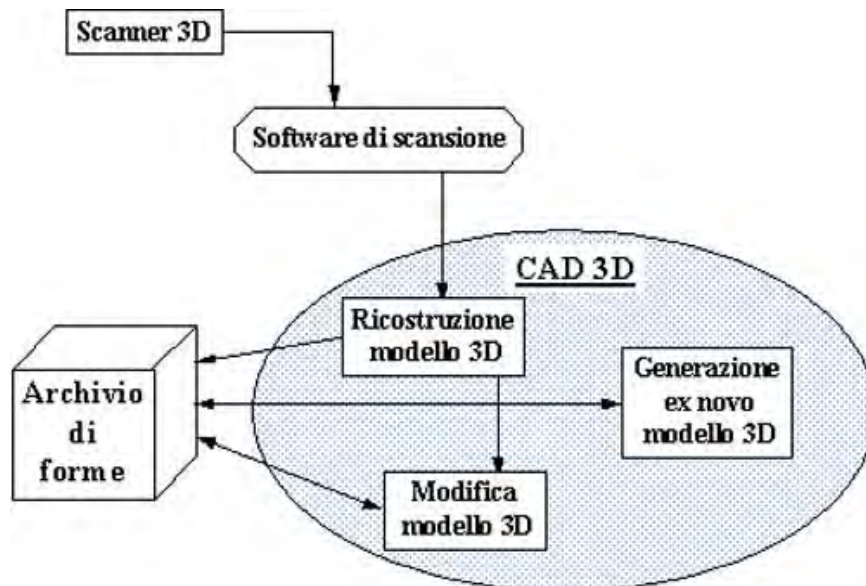 Scanner 3D
Software di scansione
CAD 3D
Ricostruzione
modello 3D
Generazione
ex novo
modello 3D
Archivio
di
forme
Modifica
modello 3D